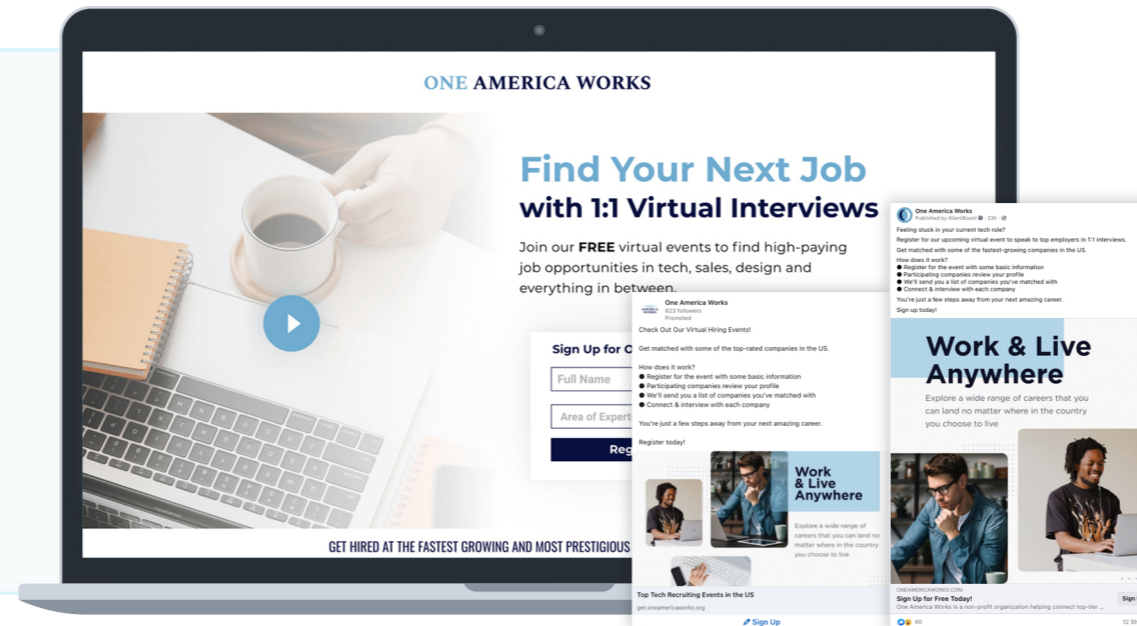 ONE AMERICA WORKS
Find Your Next Job
with 1:1 Virtual Interviews
Join our FREE virtual events to find high-paying
job opportunities in tech, sales, design and
everything in between.
Sign Up for
Full Name
Area of
GET HIRED AT THE FASTEST GROWING AND MOST PRESTIGIOUS
One America Works
823 followers
Promoted
Check Out Our Virtual Hiring Events!
Get matched with some of the top-rated companies in the US.
How does it work?
● Register for the event with some basic information
● Participating companies review your profile
● We'll send you a list of companies you've matched with
● Connect & interview with each company
You're just a few steps away from your next amazing career.
Register today!
Work
& Live
Anywhere
Explore a wide range of
careers that you can land no
matter where in the country
you choose to live
Top Tech Recruiting Events in the US
get.oneamericaworks.org
Sign Up
One America Works
Published by KlientBoost · 23h ·
Feeling stuck in your current tech role?
Register for our upcoming virtual event to speak to top employers in 1:1 interviews.
Get matched with some of the fastest-growing companies in the US.
How does it work?
● Register for the event with some basic information
● Participating companies review your profile
● We'll send you a list of companies you've matched with
● Connect & interview with each company
You're just a few steps away from your next amazing career.
Sign up today!
Work & Live
Anywhere
Explore a wide range of careers that you
can land no matter where in the country
you choose to live
ONEAMERICAWORKS.COM
Sign Up for Free Today!
Sign
One America Works is a non-profit organization helping connect top-tier ...
40
12